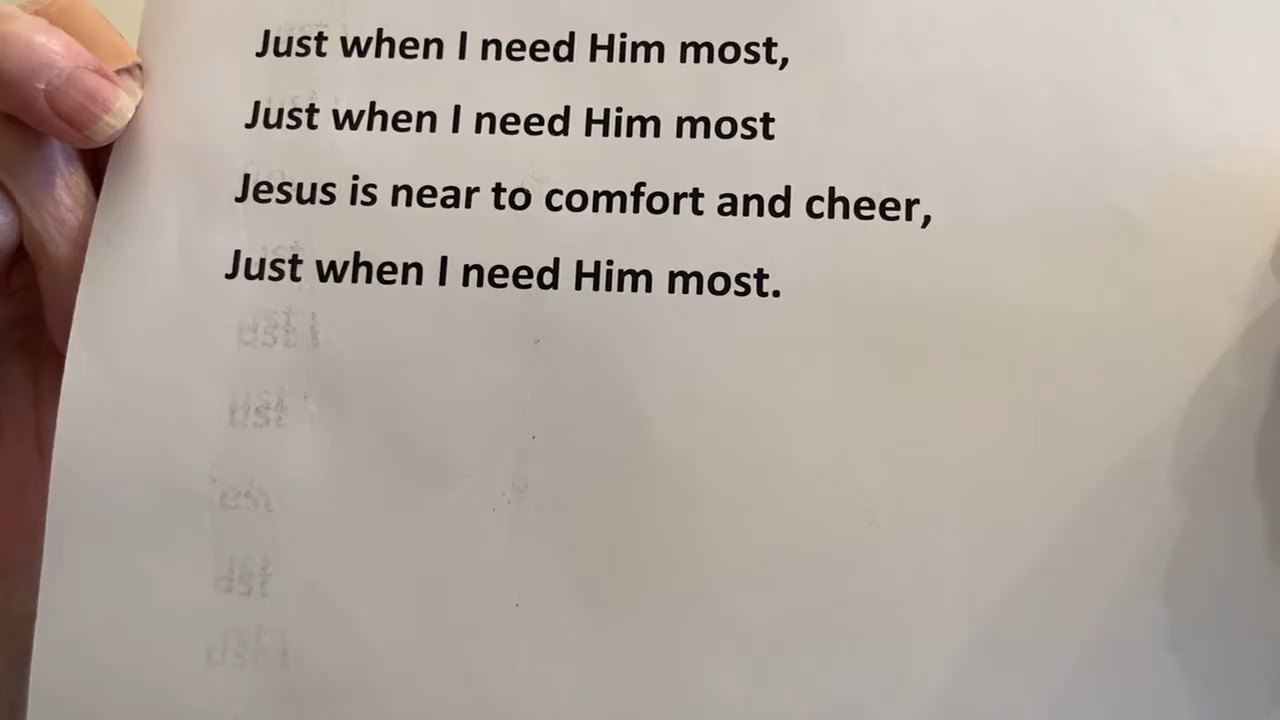 Just when I need Him most,
Just when I need Him most
Jesus is near to comfort and cheer,
Just when I need Him most.